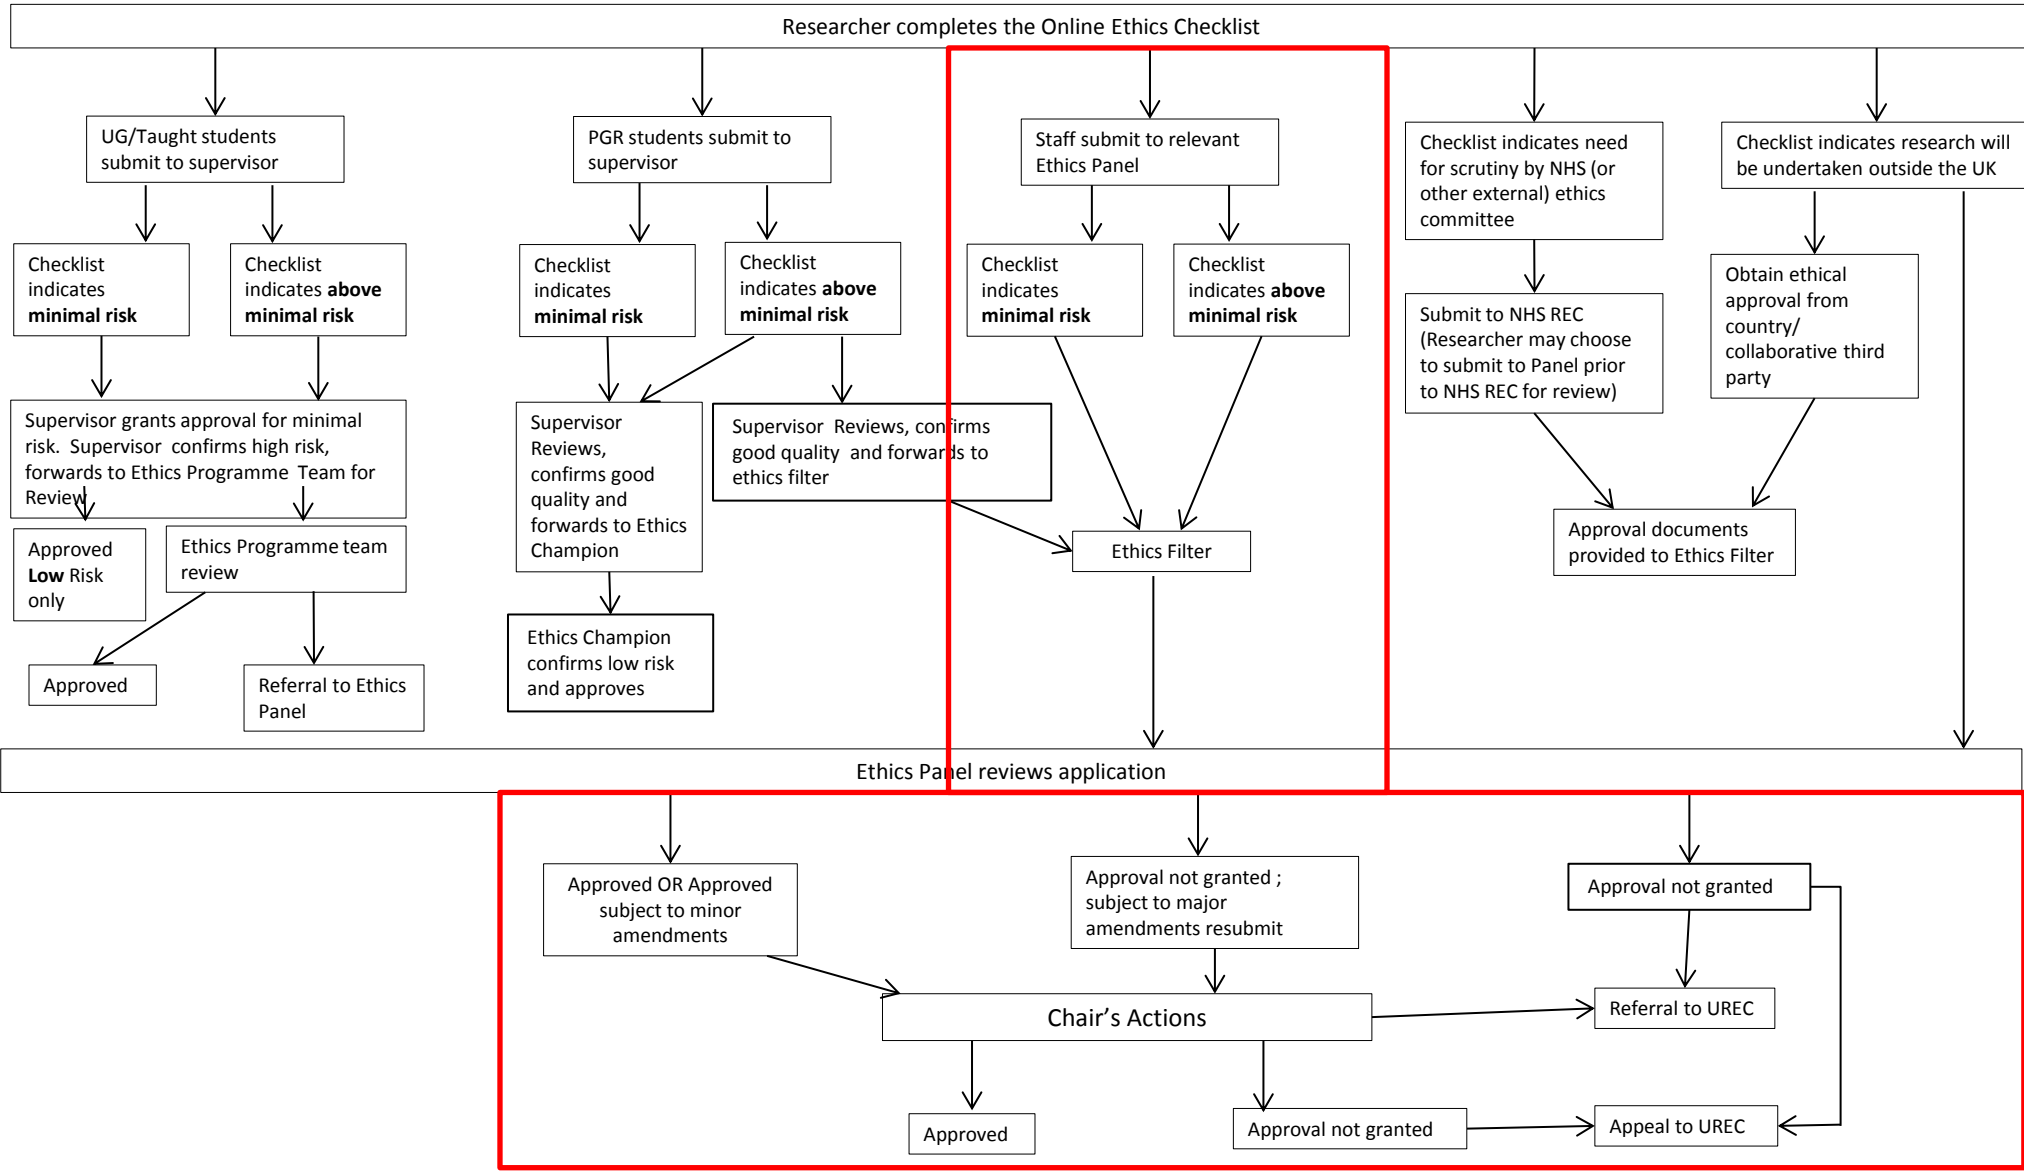 Researcher completes the Online Ethics Checklist
UG/Taught students
submit to supervisor
PGR students submit to
supervisor
Staff submit to relevant
Ethics Panel
Checklist indicates need
for scrutiny by NHS (or
other external) ethics
committee
Checklist indicates research will
be undertaken outside the UK
Checklist
indicates
minimal risk
Checklist
indicates above
minimal risk
Checklist
indicates
minimal risk
Checklist
indicates above
minimal risk
Checklist
indicates
minimal risk
Checklist
indicates above
minimal risk
Submit to NHS REC
(Researcher may choose
to submit to Panel prior
to NHS REC for review)
Obtain ethical
approval from
country/
collaborative third
party
Supervisor grants approval for minimal
risk. Supervisor confirms high risk,
forwards to Ethics Programme Team for
Review
Supervisor
Reviews,
confirms good
quality and
forwards to Ethics
Champion
Supervisor Reviews, confirms
good quality and forwards to
ethics filter
Approved
Low Risk
only
Ethics Programme team
review
Ethics Filter
Approval documents
provided to Ethics Filter
Approved
Referral to Ethics
Panel
Ethics Champion
confirms low risk
and approves
Ethics Panel reviews application
Approved OR Approved
subject to minor
amendments
Approval not granted ;
subject to major
amendments resubmit
Approval not granted
Chair's Actions
Referral to UREC
Approved
Approval not granted
Appeal to UREC